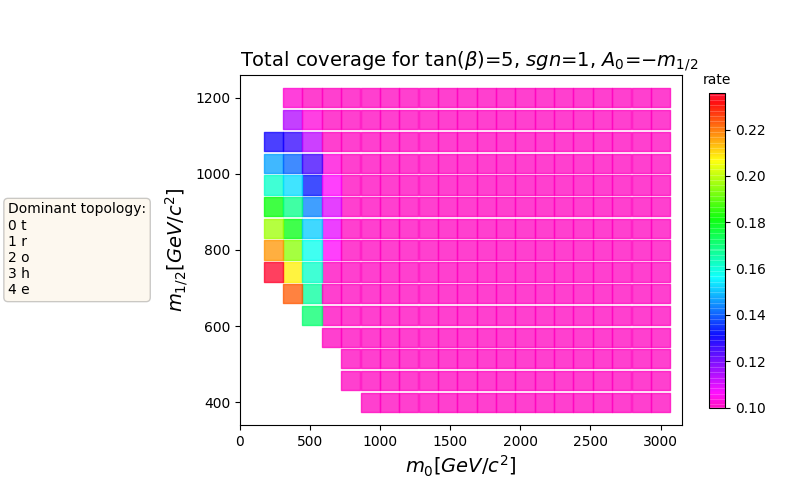 Total coverage for tan(β)=5, sgn=1, A₀=−m₁/₂
rate
1200
1000
800
600
400
m₁/₂[GeV/c²]
0 500 1000 1500 2000 2500 3000
m₀[GeV/c²]
0.22
0.20
0.18
0.16
0.14
0.12
0.10
Dominant topology:
0 t
1 r
2 o
3 h
4 e